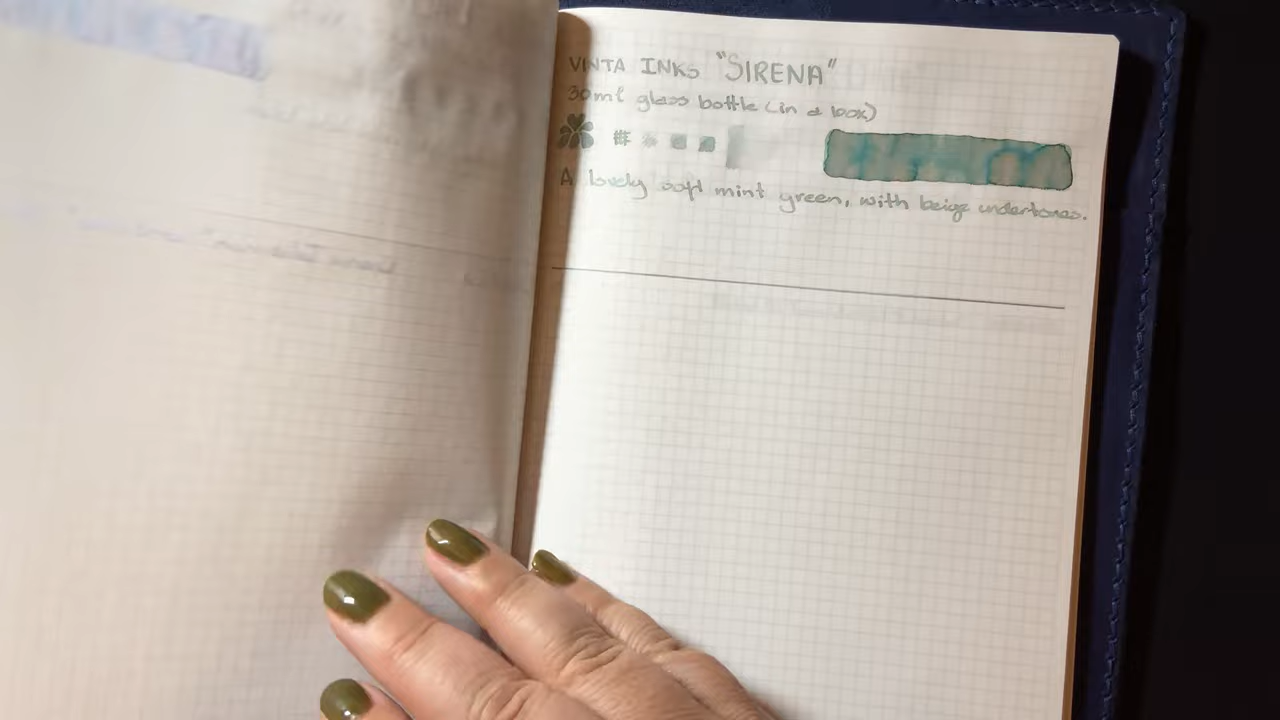 VINTA INKS "SIRENA"
30ml glass bottle (in a box)
A lovely soft mint green, with beige undertones.